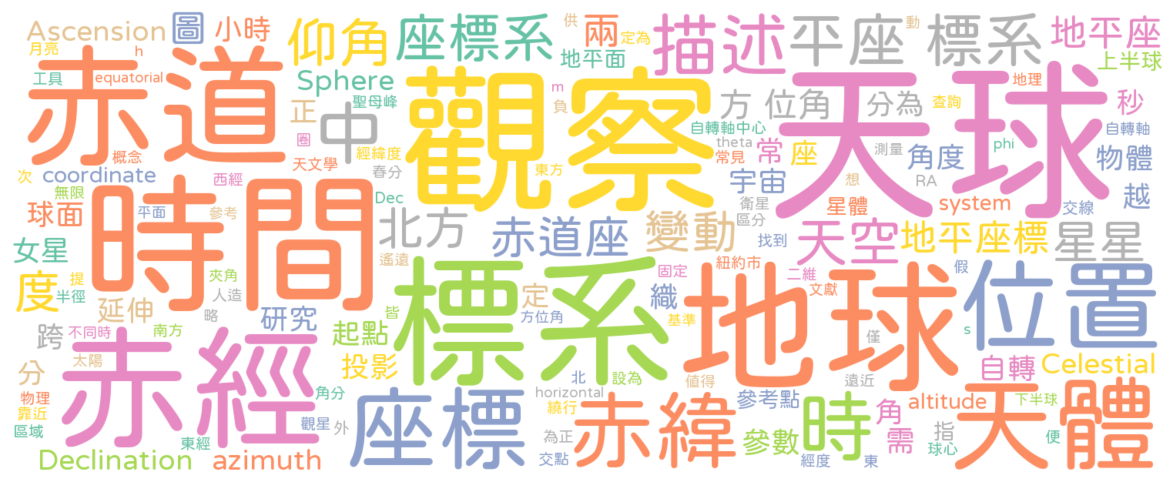 Ascension
圖
小時
仰角
座標系
供
定為
兩
描述
平座
動
標系
地平座
月亮
h
工具
equatorial
赤道
Sphere
聖母峰
地平面
觀察
天球
地理
上半球
正
中
m
負
方
位角
分為
查詢
秒
圈
自轉軸中心
自轉軸
概念
天文學
經緯度
theta
常見
常
座
測量
角度
phi
物體
次
coordinate
春分
東方
宇宙
想
RA
無限
西經
Dec
衛星
區分
星體
system
交線
越
球面
平面
參考
時間
北方
赤道座
變動
找到
天空
地平座標
星星
女星
夾角
遙遠
標系
固定
紐約市
二維
假
位置
度
提
半徑
人造
延伸
略
研究
定
織
地球
文獻
皆
方位角
基準
僅
s
跨
不同時
南方
起點
太陽
赤經
投影
北
設為
值得
遠近
自轉
Celestial
分
物理
角分
horizontal
靠近
區域
觀星
繞行
座標
赤緯
參考點
時
角
altitude
天體
下半球
東經
外
為正
參數
需
指
便
Declination
azimuth
交點
經度
東
球心